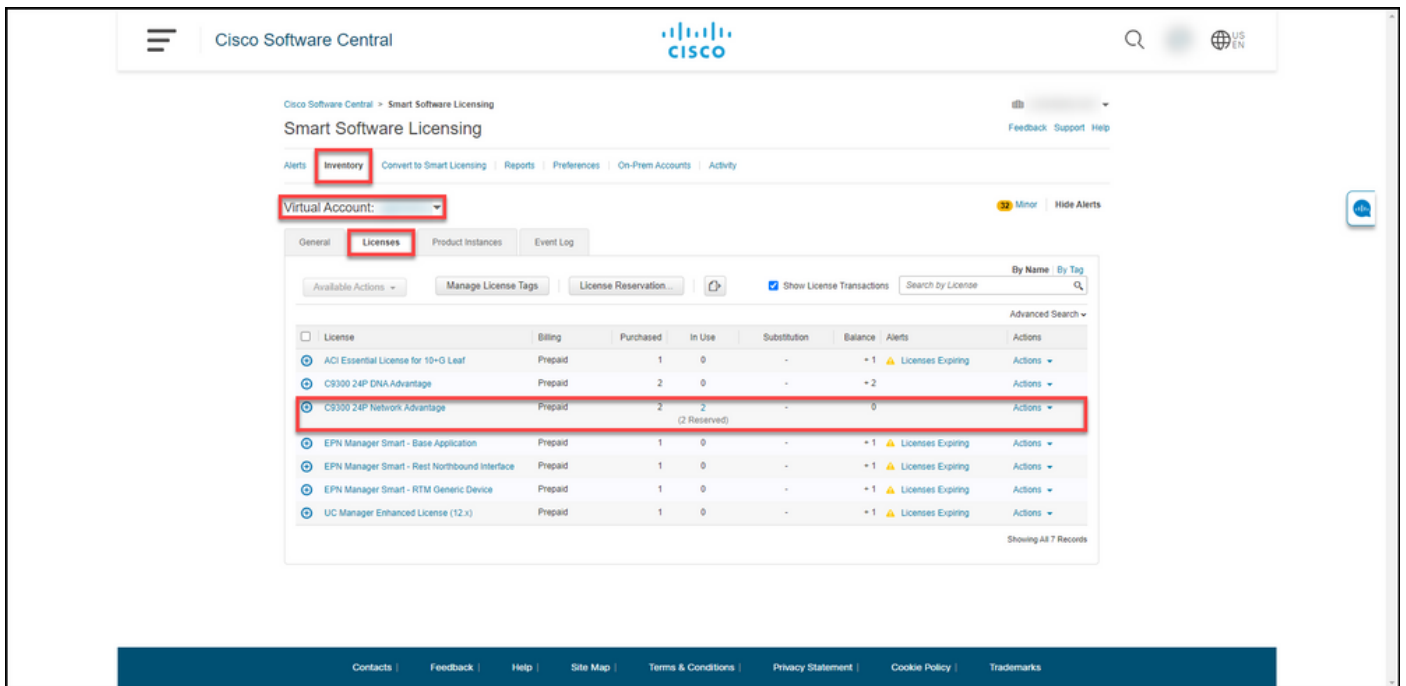 Cisco Software Central
CISCO
US
EN
Cisco Software Central > Smart Software Licensing
Smart Software Licensing
Feedback Support Help
Alerts Inventory Convert to Smart Licensing | Reports | Preferences | On-Prem Accounts | Activity
Virtual Account:
32 Minor | Hide Alerts
General Licenses Product Instances Event Log
By Name | By Tag
Available Actions Manage License Tags License Reservation... Show License Transactions Search by License
Advanced Search
License Billing Purchased In Use Substitution Balance Alerts Actions
ACI Essential License for 10+G Leaf Prepaid 1 0 - + 1 Licenses Expiring Actions
C9300 24P DNA Advantage Prepaid 2 0 - + 2 Actions
C9300 24P Network Advantage Prepaid 2 2 - 0 Actions
(2 Reserved)
EPN Manager Smart - Base Application Prepaid 1 0 - + 1 Licenses Expiring Actions
EPN Manager Smart - Rest Northbound Interface Prepaid 1 0 - + 1 Licenses Expiring Actions
EPN Manager Smart - RTM Generic Device Prepaid 1 0 - + 1 Licenses Expiring Actions
UC Manager Enhanced License (12.x) Prepaid 1 0 - + 1 Licenses Expiring Actions
Showing All 7 Records
Contacts | Feedback | Help | Site Map | Terms & Conditions | Privacy Statement | Cookie Policy | Trademarks